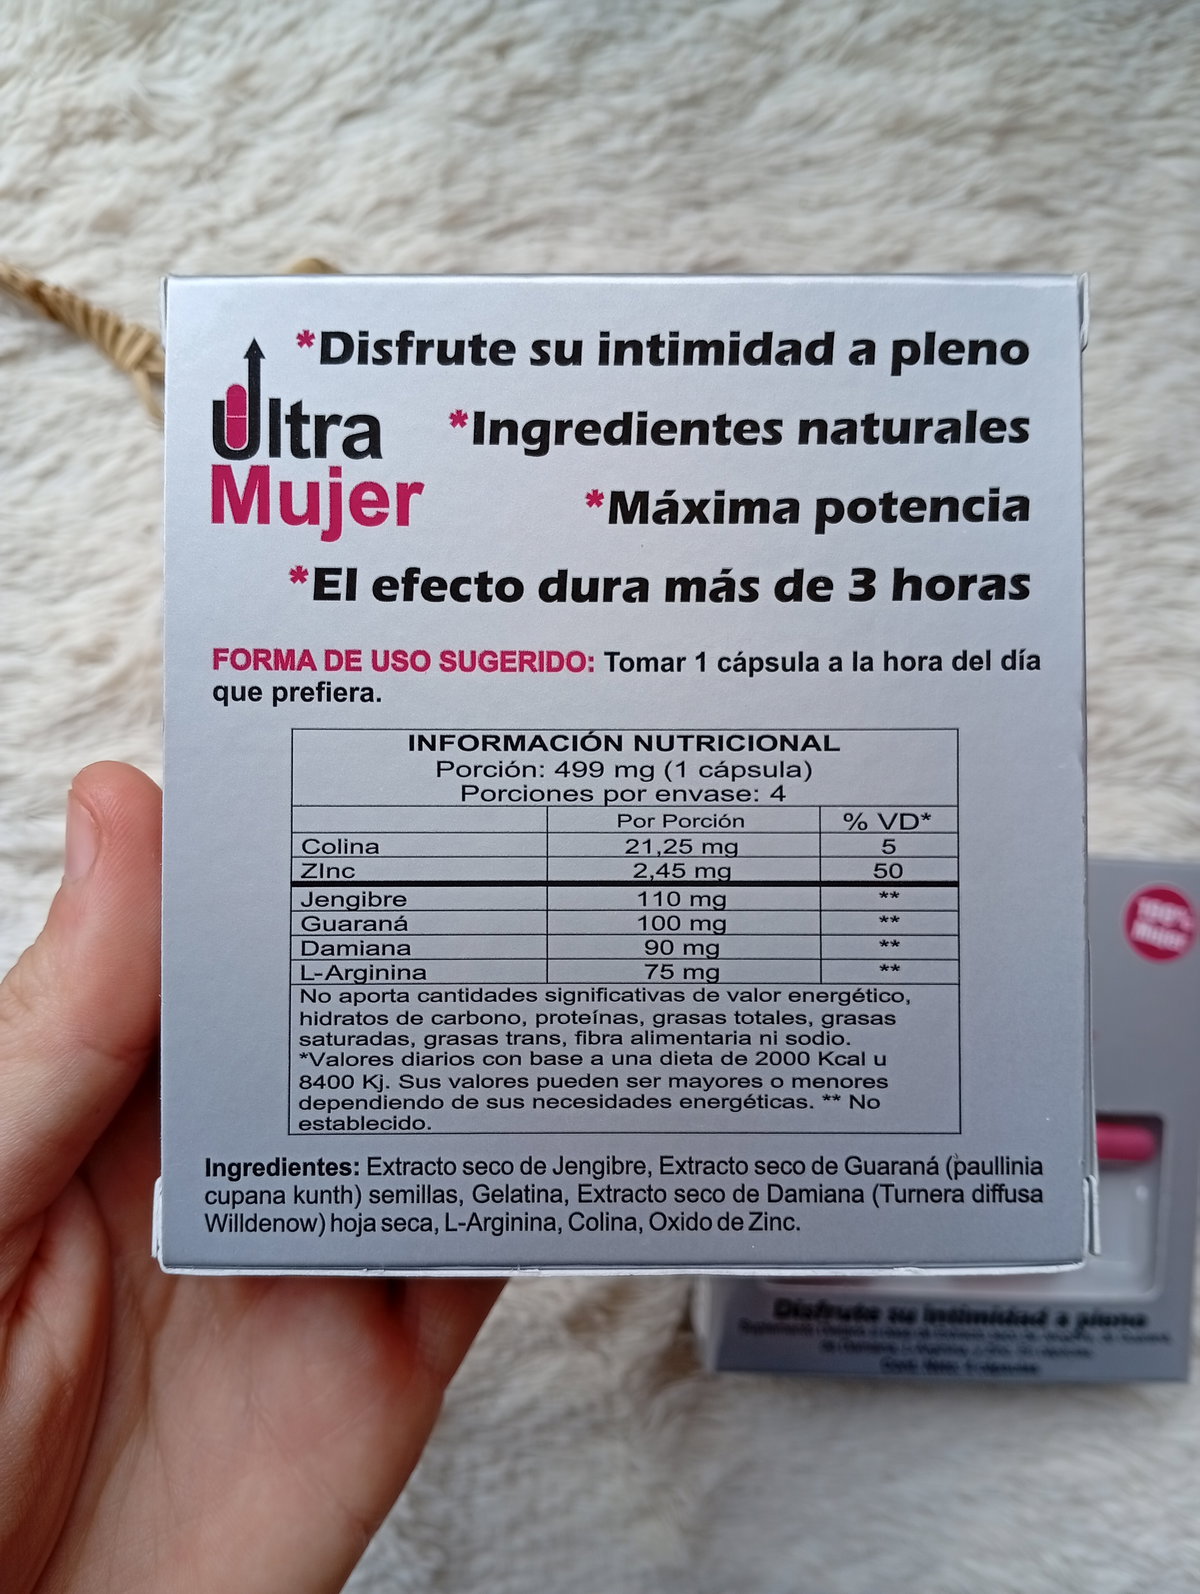 *Disfrute su intimidad a pleno
Ultra
Mujer
*Ingredientes naturales
*Máxima potencia
*El efecto dura más de 3 horas
FORMA DE USO SUGERIDO: Tomar 1 cápsula a la hora del día
que prefiera.
INFORMACIÓN NUTRICIONAL
Porción: 499 mg (1 cápsula)
Porciones por envase: 4
Por Porción % VD*
Colina 21,25 mg 5
ZInc 2,45 mg 50
Jengibre 110 mg **
Guaraná 100 mg **
Damiana 90 mg **
L-Arginina 75 mg **
No aporta cantidades significativas de valor energético,
hidratos de carbono, proteínas, grasas totales, grasas
saturadas, grasas trans, fibra alimentaria ni sodio.
*Valores diarios con base a una dieta de 2000 Kcal u
8400 Kj. Sus valores pueden ser mayores o menores
dependiendo de sus necesidades energéticas. ** No
establecido.
Ingredientes: Extracto seco de Jengibre, Extracto seco de Guaraná (paullinia
cupana kunth) semillas, Gelatina, Extracto seco de Damiana (Turnera diffusa
Willdenow) hoja seca, L-Arginina, Colina, Oxido de Zinc.
100%
Disfrute su intimidad a pleno